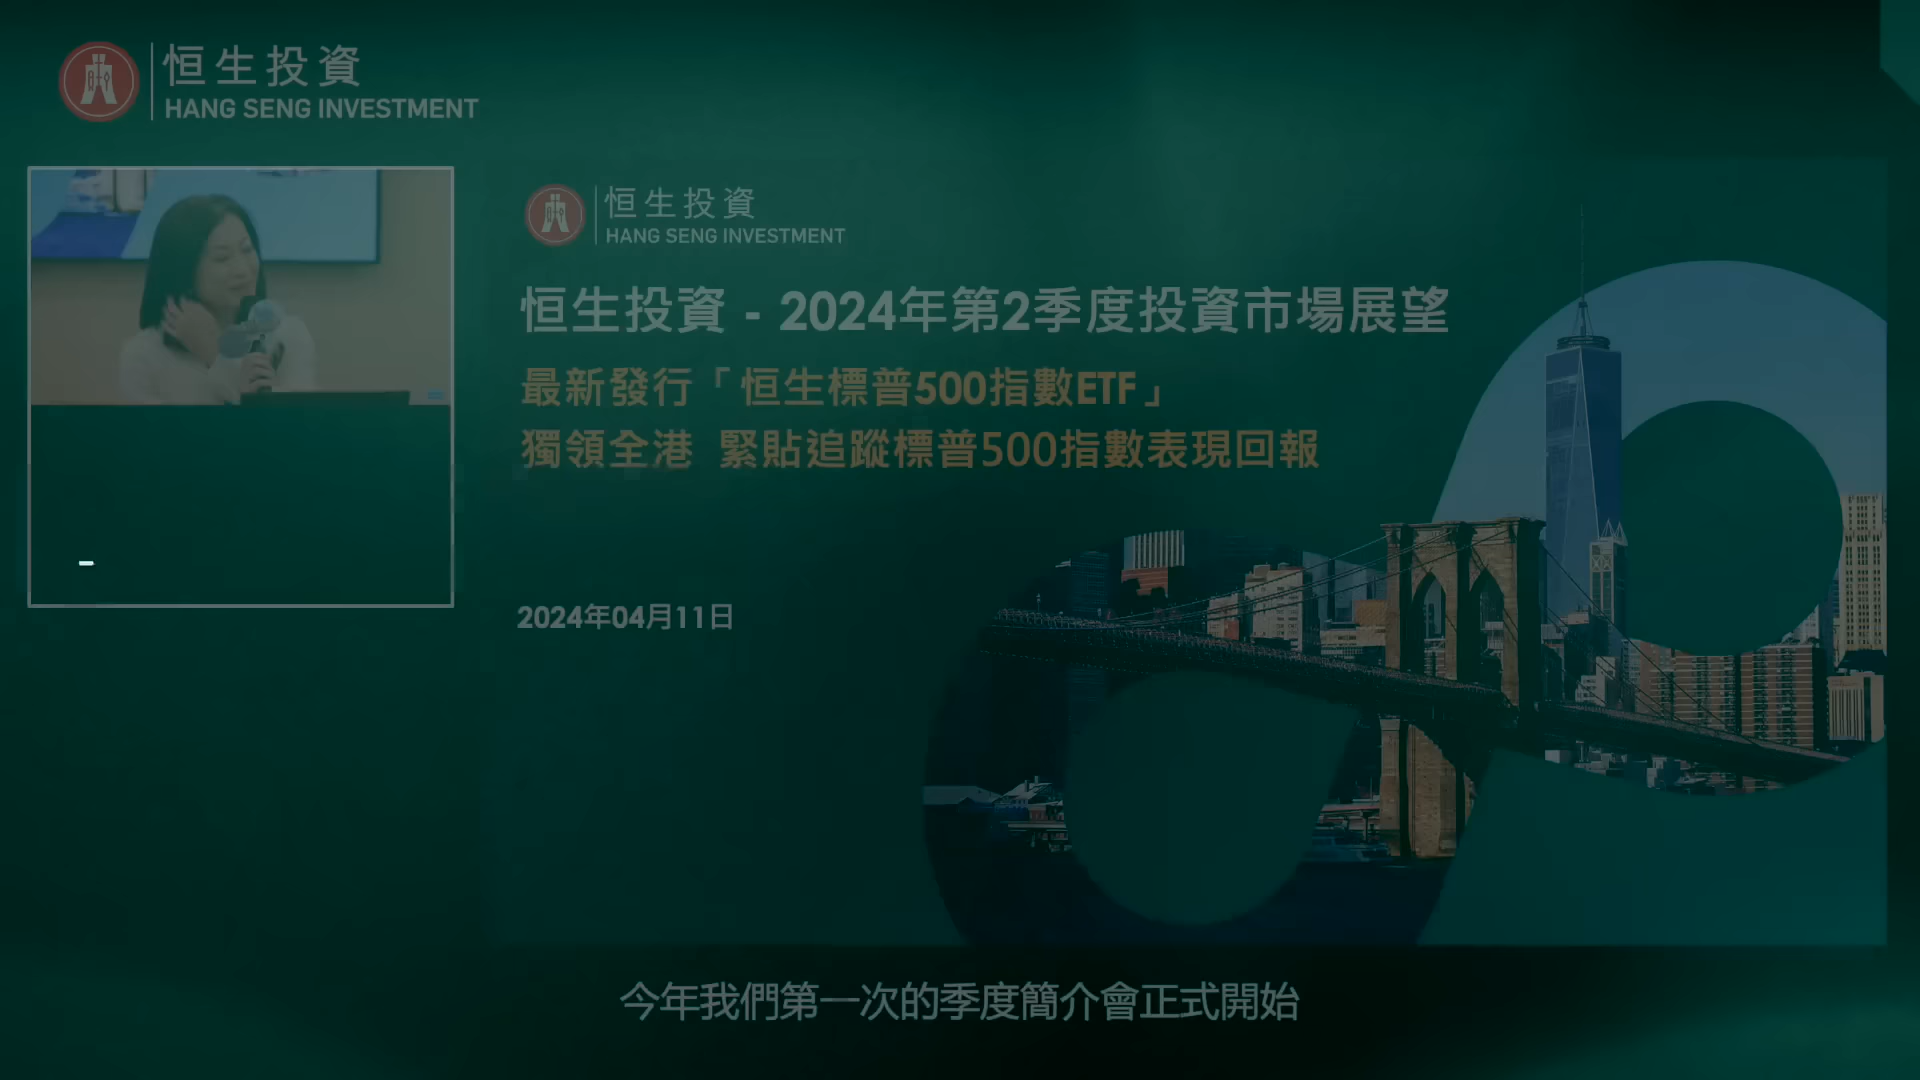 恒生投資
HANG SENG INVESTMENT
恒生投資
HANG SENG INVESTMENT
恒生投資 - 2024年第2季度投資市場展望
最新發行「恒生標普500指數ETF」
獨領全港 緊貼追蹤標普500指數表現回報
2024年04月11日
今年我們第一次的季度簡介會正式開始